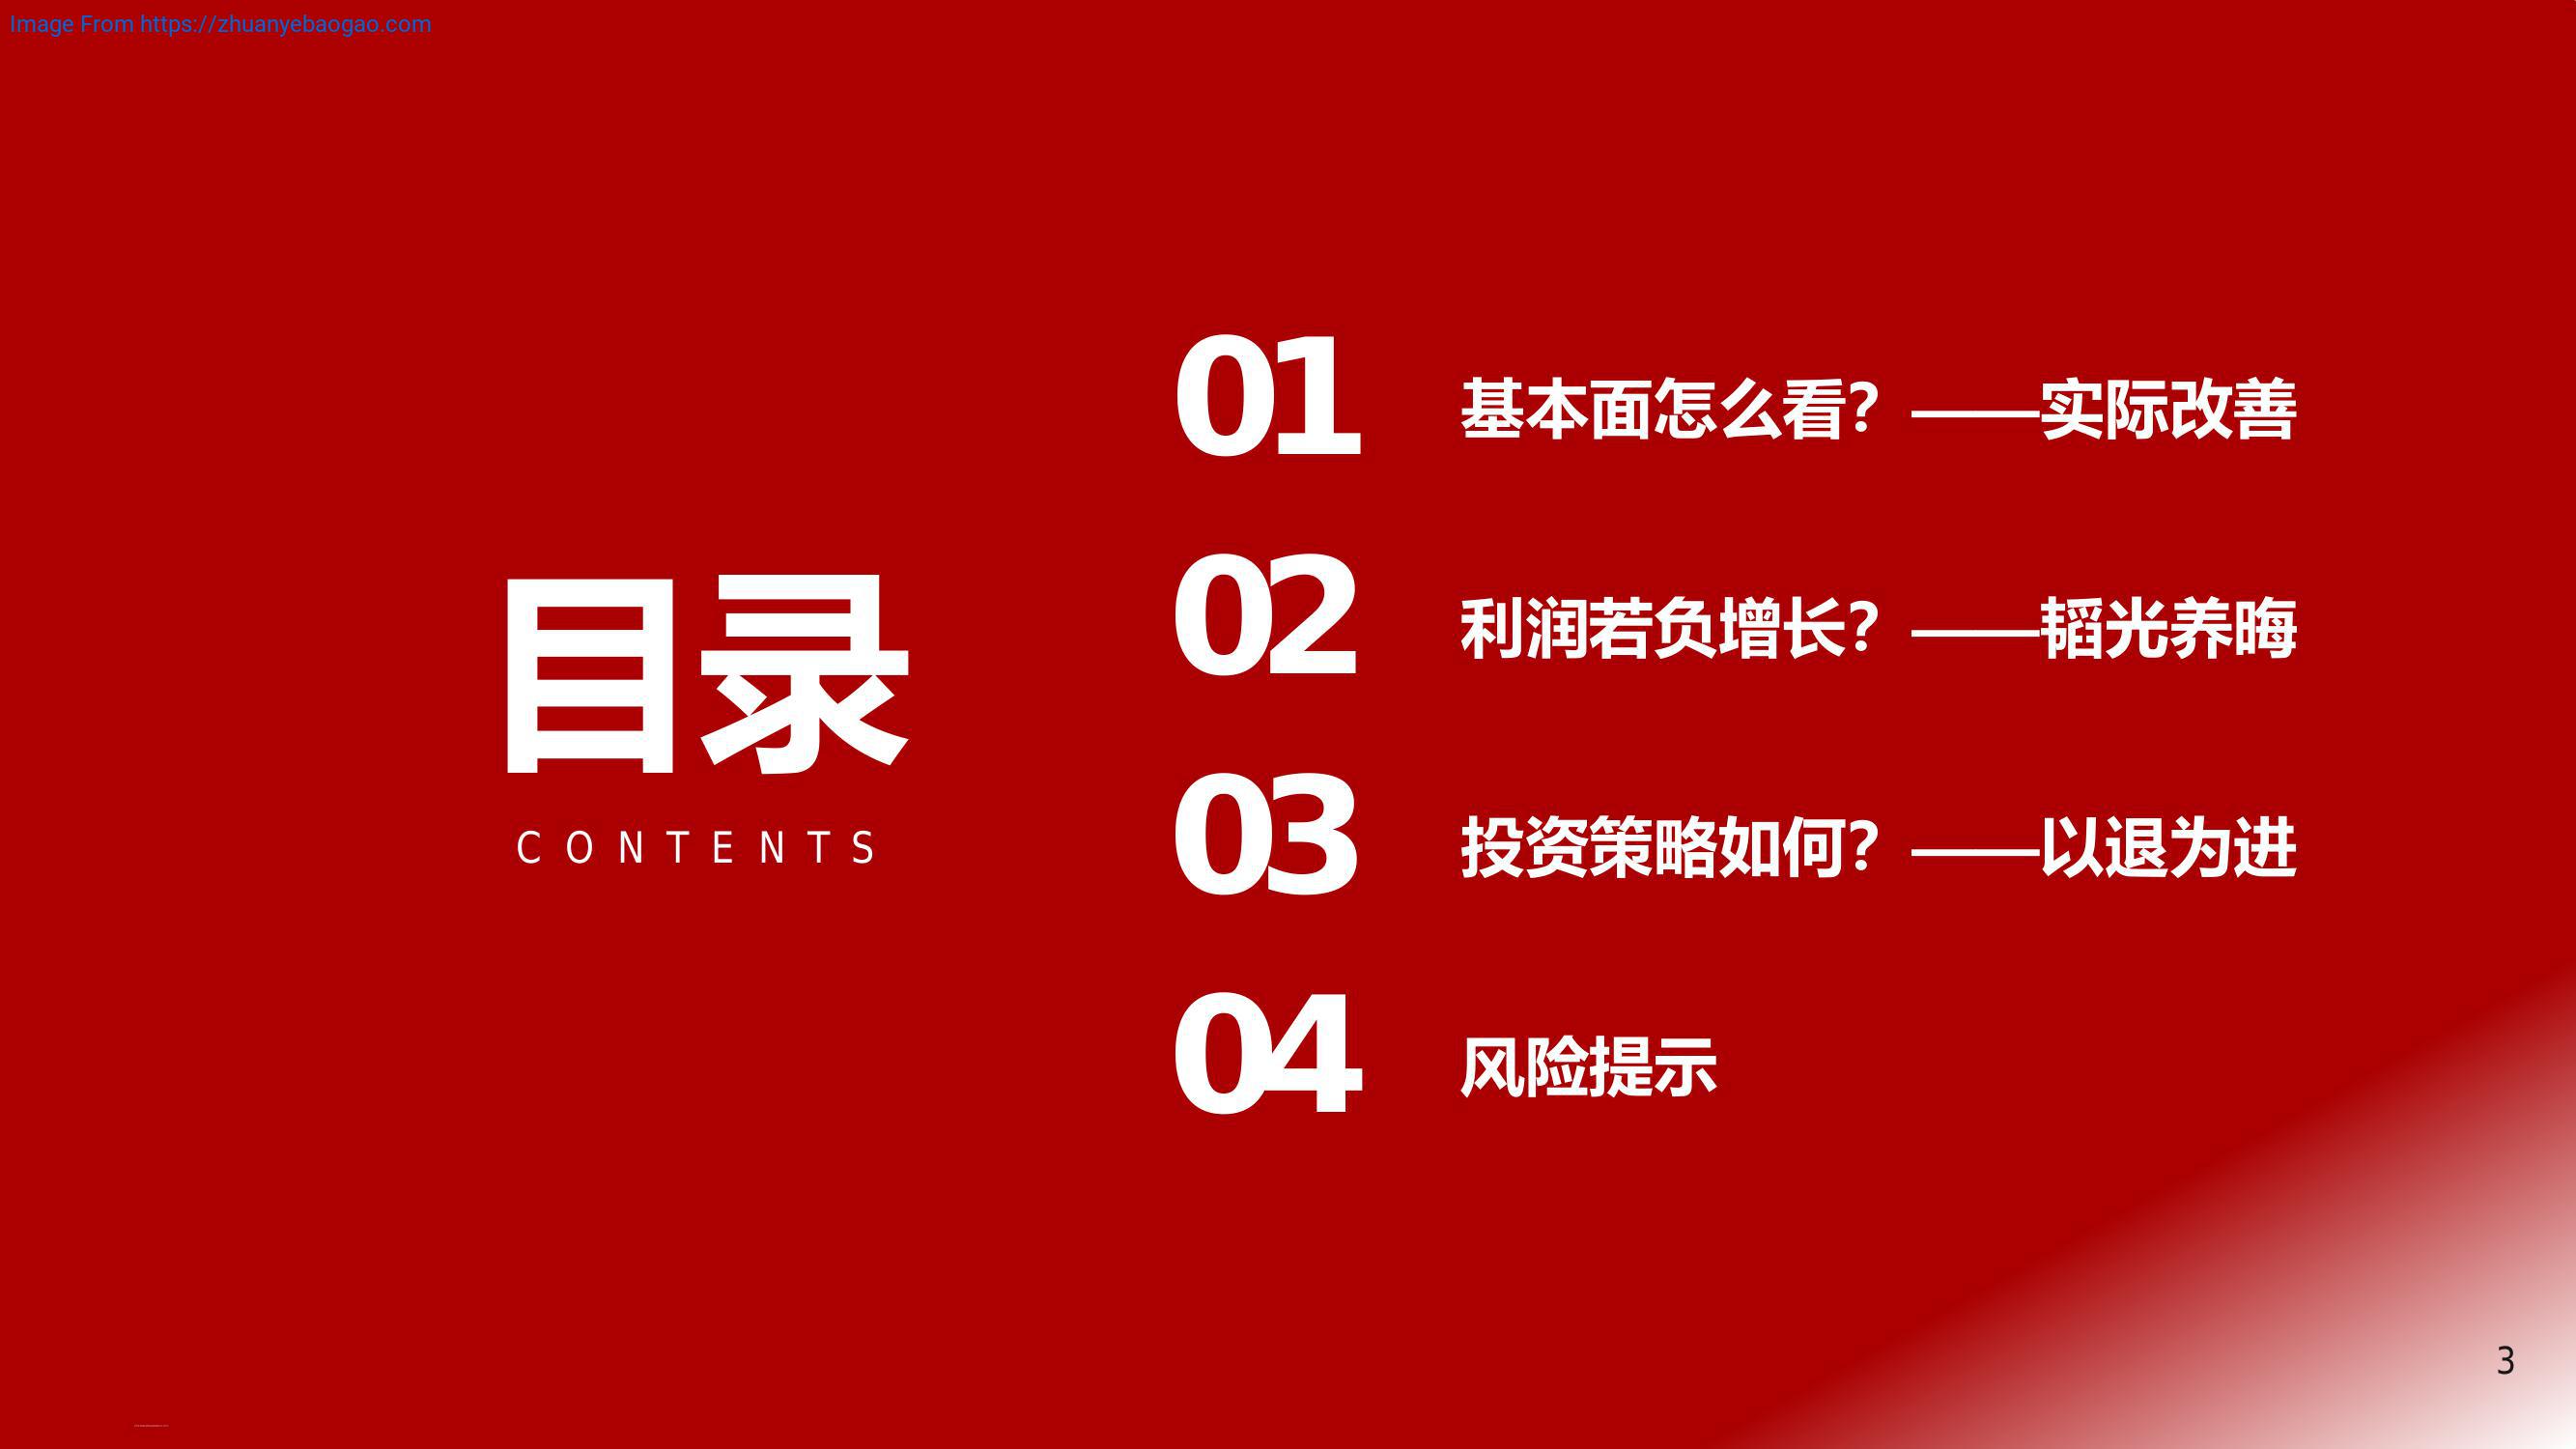 Image From https://zhuanyebaogao.com
目录
CONTENTS
01 基本面怎么看？——实际改善
02 利润若负增长？——韬光养晦
03 投资策略如何？——以退为进
04 风险提示
3